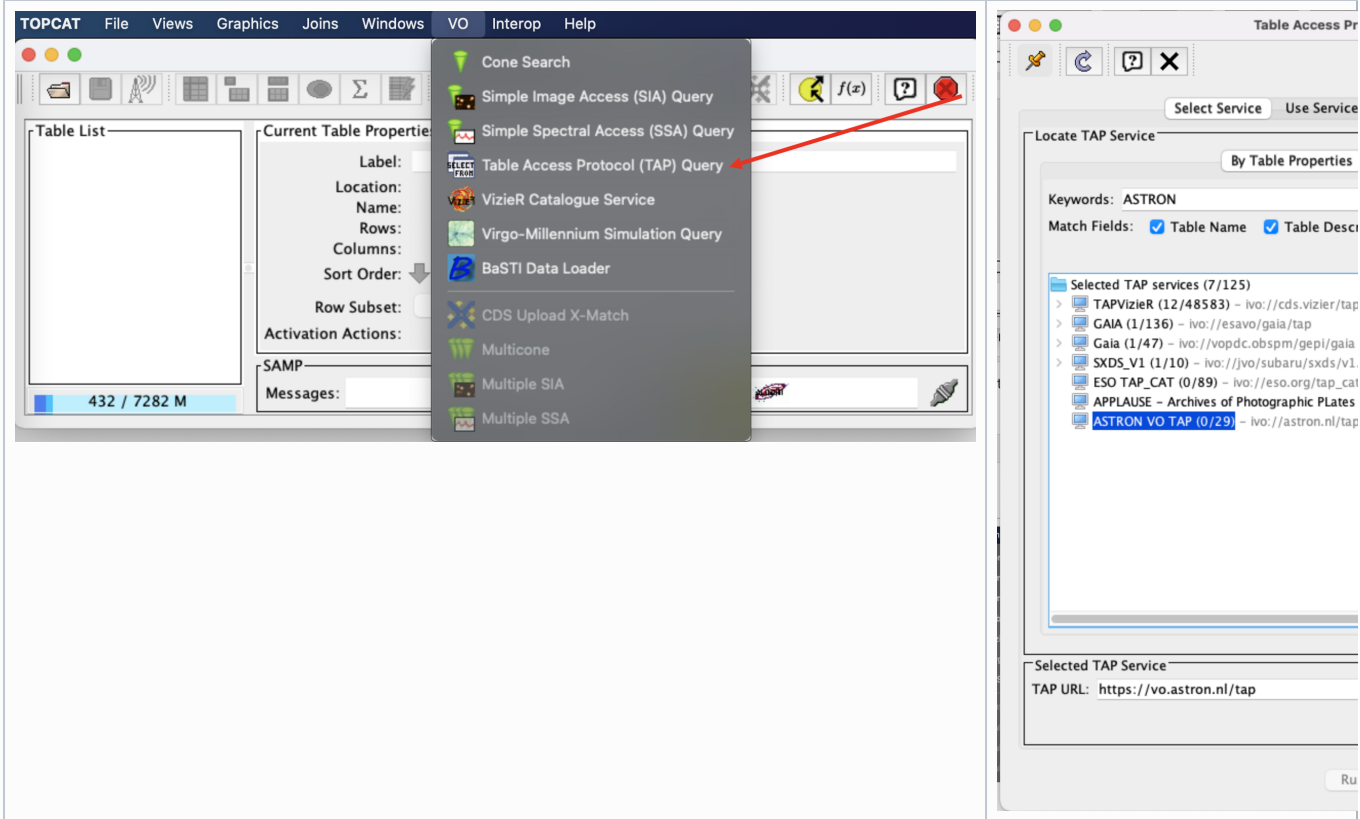 TOPCAT File Views Graphics Joins Windows VO Interop Help
Cone Search
Simple Image Access (SIA) Query
Simple Spectral Access (SSA) Query
Table Access Protocol (TAP) Query
VizieR Catalogue Service
Virgo-Millennium Simulation Query
BaSTI Data Loader
CDS Upload X-Match
Multicone
Multiple SIA
Multiple SSA
SELECT
FROM
VizieR
Σ
f(x)
?
Table List
432 / 7282 M
Current Table Propertie
Label:
Location:
Name:
Rows:
Columns:
Sort Order:
Row Subset:
Activation Actions:
SAMP
Messages:
Table Access Pr
?
Select Service Use Service
Locate TAP Service
By Table Properties
Keywords: ASTRON
Match Fields: Table Name Table Descr
Selected TAP services (7/125)
TAPVizieR (12/48583) – ivo://cds.vizier/tap
GAIA (1/136) – ivo://esavo/gaia/tap
Gaia (1/47) – ivo://vopdc.obspm/gepi/gaia
SXDS_V1 (1/10) – ivo://jvo/subaru/sxds/v1.
ESO TAP_CAT (0/89) – ivo://eso.org/tap_cat
APPLAUSE – Archives of Photographic PLates
ASTRON VO TAP (0/29) – ivo://astron.nl/tap
Selected TAP Service
TAP URL: https://vo.astron.nl/tap
Ru